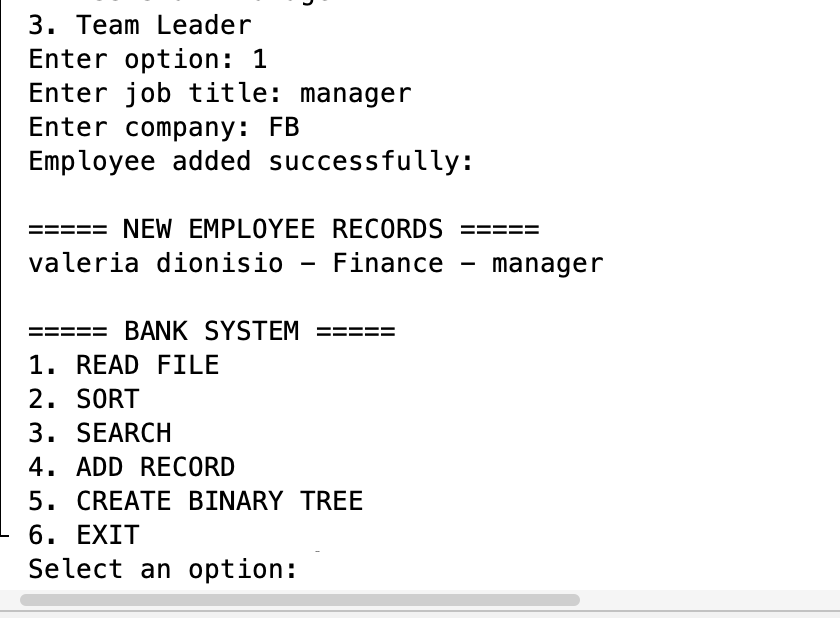 3. Team Leader
Enter option: 1
Enter job title: manager
Enter company: FB
Employee added successfully:
===== NEW EMPLOYEE RECORDS =====
valeria dionisio – Finance – manager
===== BANK SYSTEM =====
1. READ FILE
2. SORT
3. SEARCH
4. ADD RECORD
5. CREATE BINARY TREE
6. EXIT
Select an option: